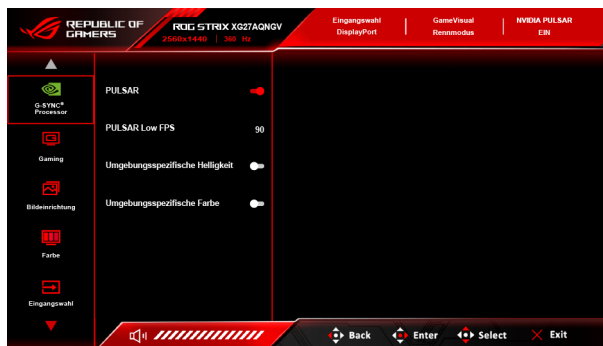 REPUBLIC OF
GAMERS
ROG STRIX XG27AQNGV
2560x1440 | 360 Hz
Eingangswahl
DisplayPort
GameVisual
Rennmodus
NVIDIA PULSAR
EIN
G-SYNC®
Processor
Gaming
Bildeinrichtung
Farbe
Eingangswahl
PULSAR
PULSAR Low FPS 90
Umgebungsspezifische Helligkeit
Umgebungsspezifische Farbe
Back Enter Select Exit